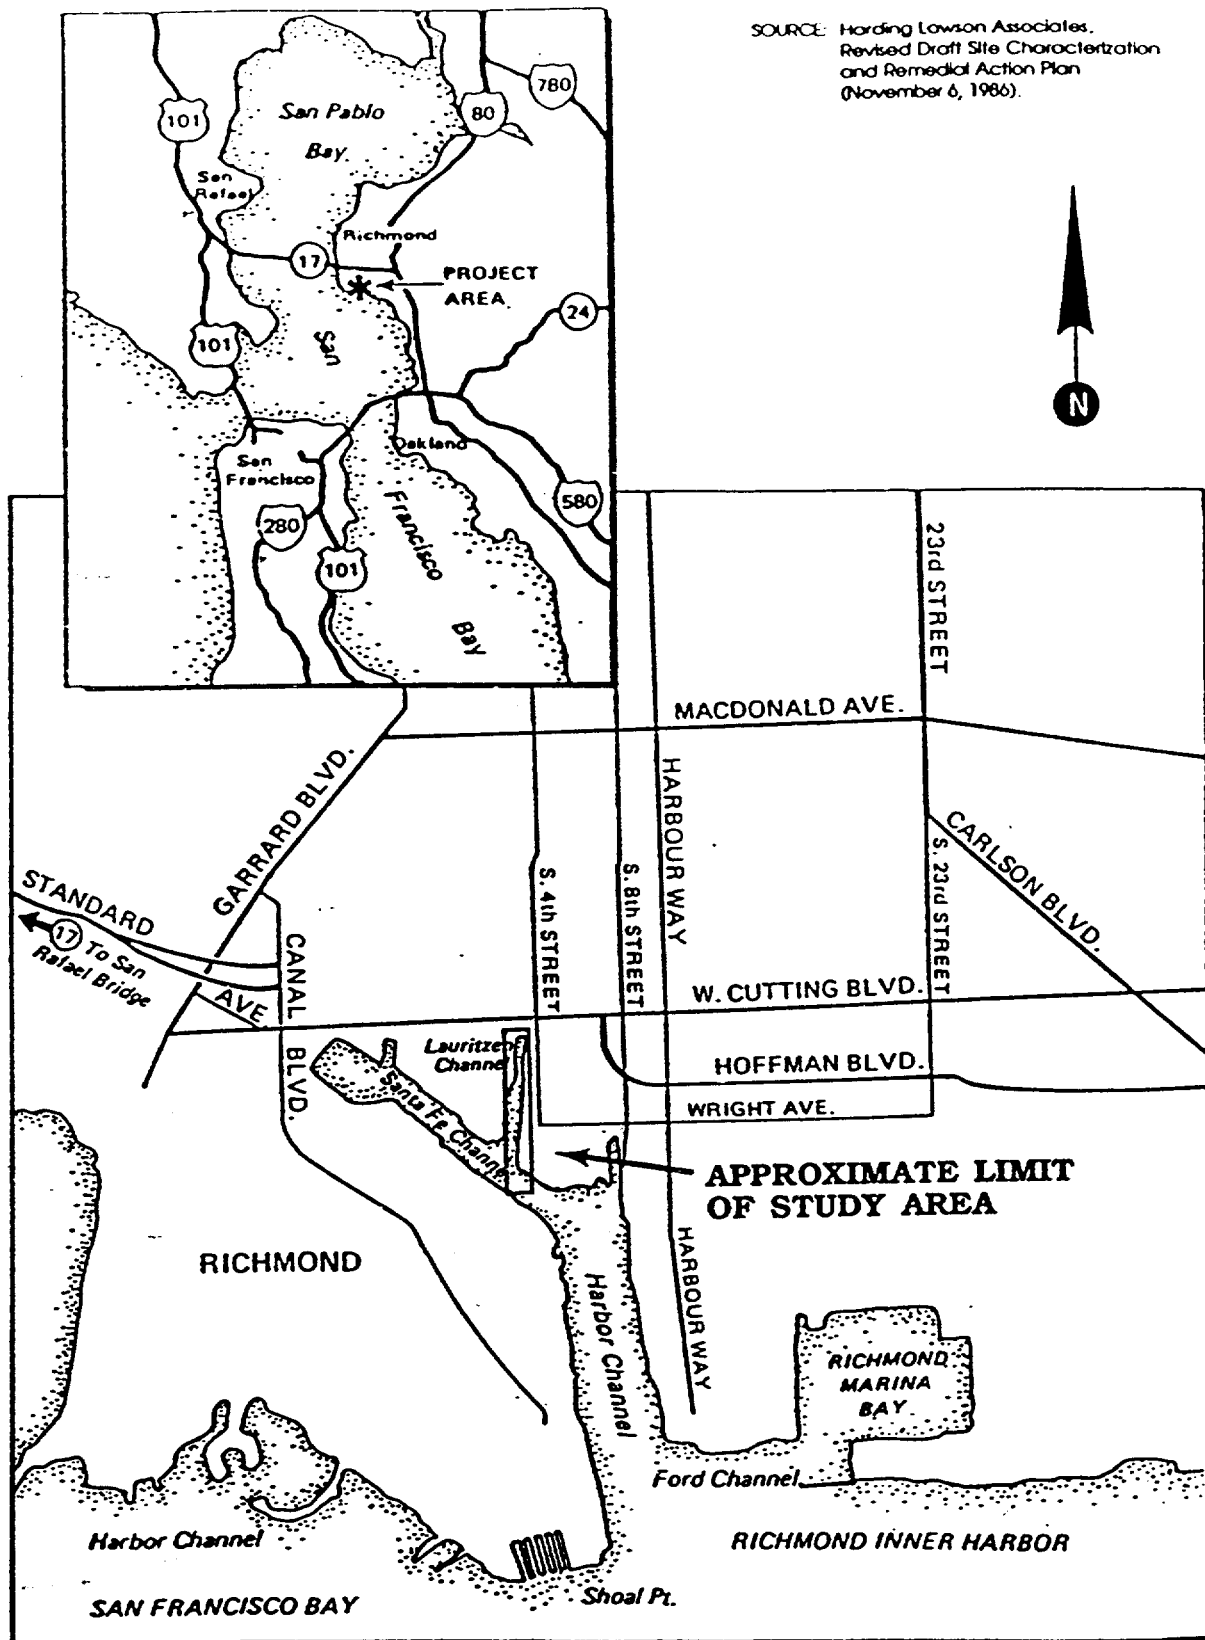 SOURCE: Harding Lawson Associates,
Revised Draft Site Characterization
and Remedial Action Plan
(November 6, 1986).
N
101
San Pablo
Bay
80
780
San
Rafael
Richmond
17
PROJECT
AREA
24
101
San
Francisco
Bay
Oakland
San
Francisco
280
101
580
23rd STREET
MACDONALD AVE.
HARBOUR WAY
GARRARD BLVD.
CARLSON BLVD.
S. 4th STREET
S. 8th STREET
S. 23rd STREET
STANDARD
AVE
17 To San
Rafael Bridge
CANAL BLVD.
W. CUTTING BLVD.
Lauritzen
Channel
Santa Fe Channel
HOFFMAN BLVD.
WRIGHT AVE.
APPROXIMATE LIMIT
OF STUDY AREA
RICHMOND
Harbor Channel
HARBOUR WAY
RICHMOND
MARINA
BAY
Ford Channel
Harbor Channel
RICHMOND INNER HARBOR
SAN FRANCISCO BAY
Shoal Pt.